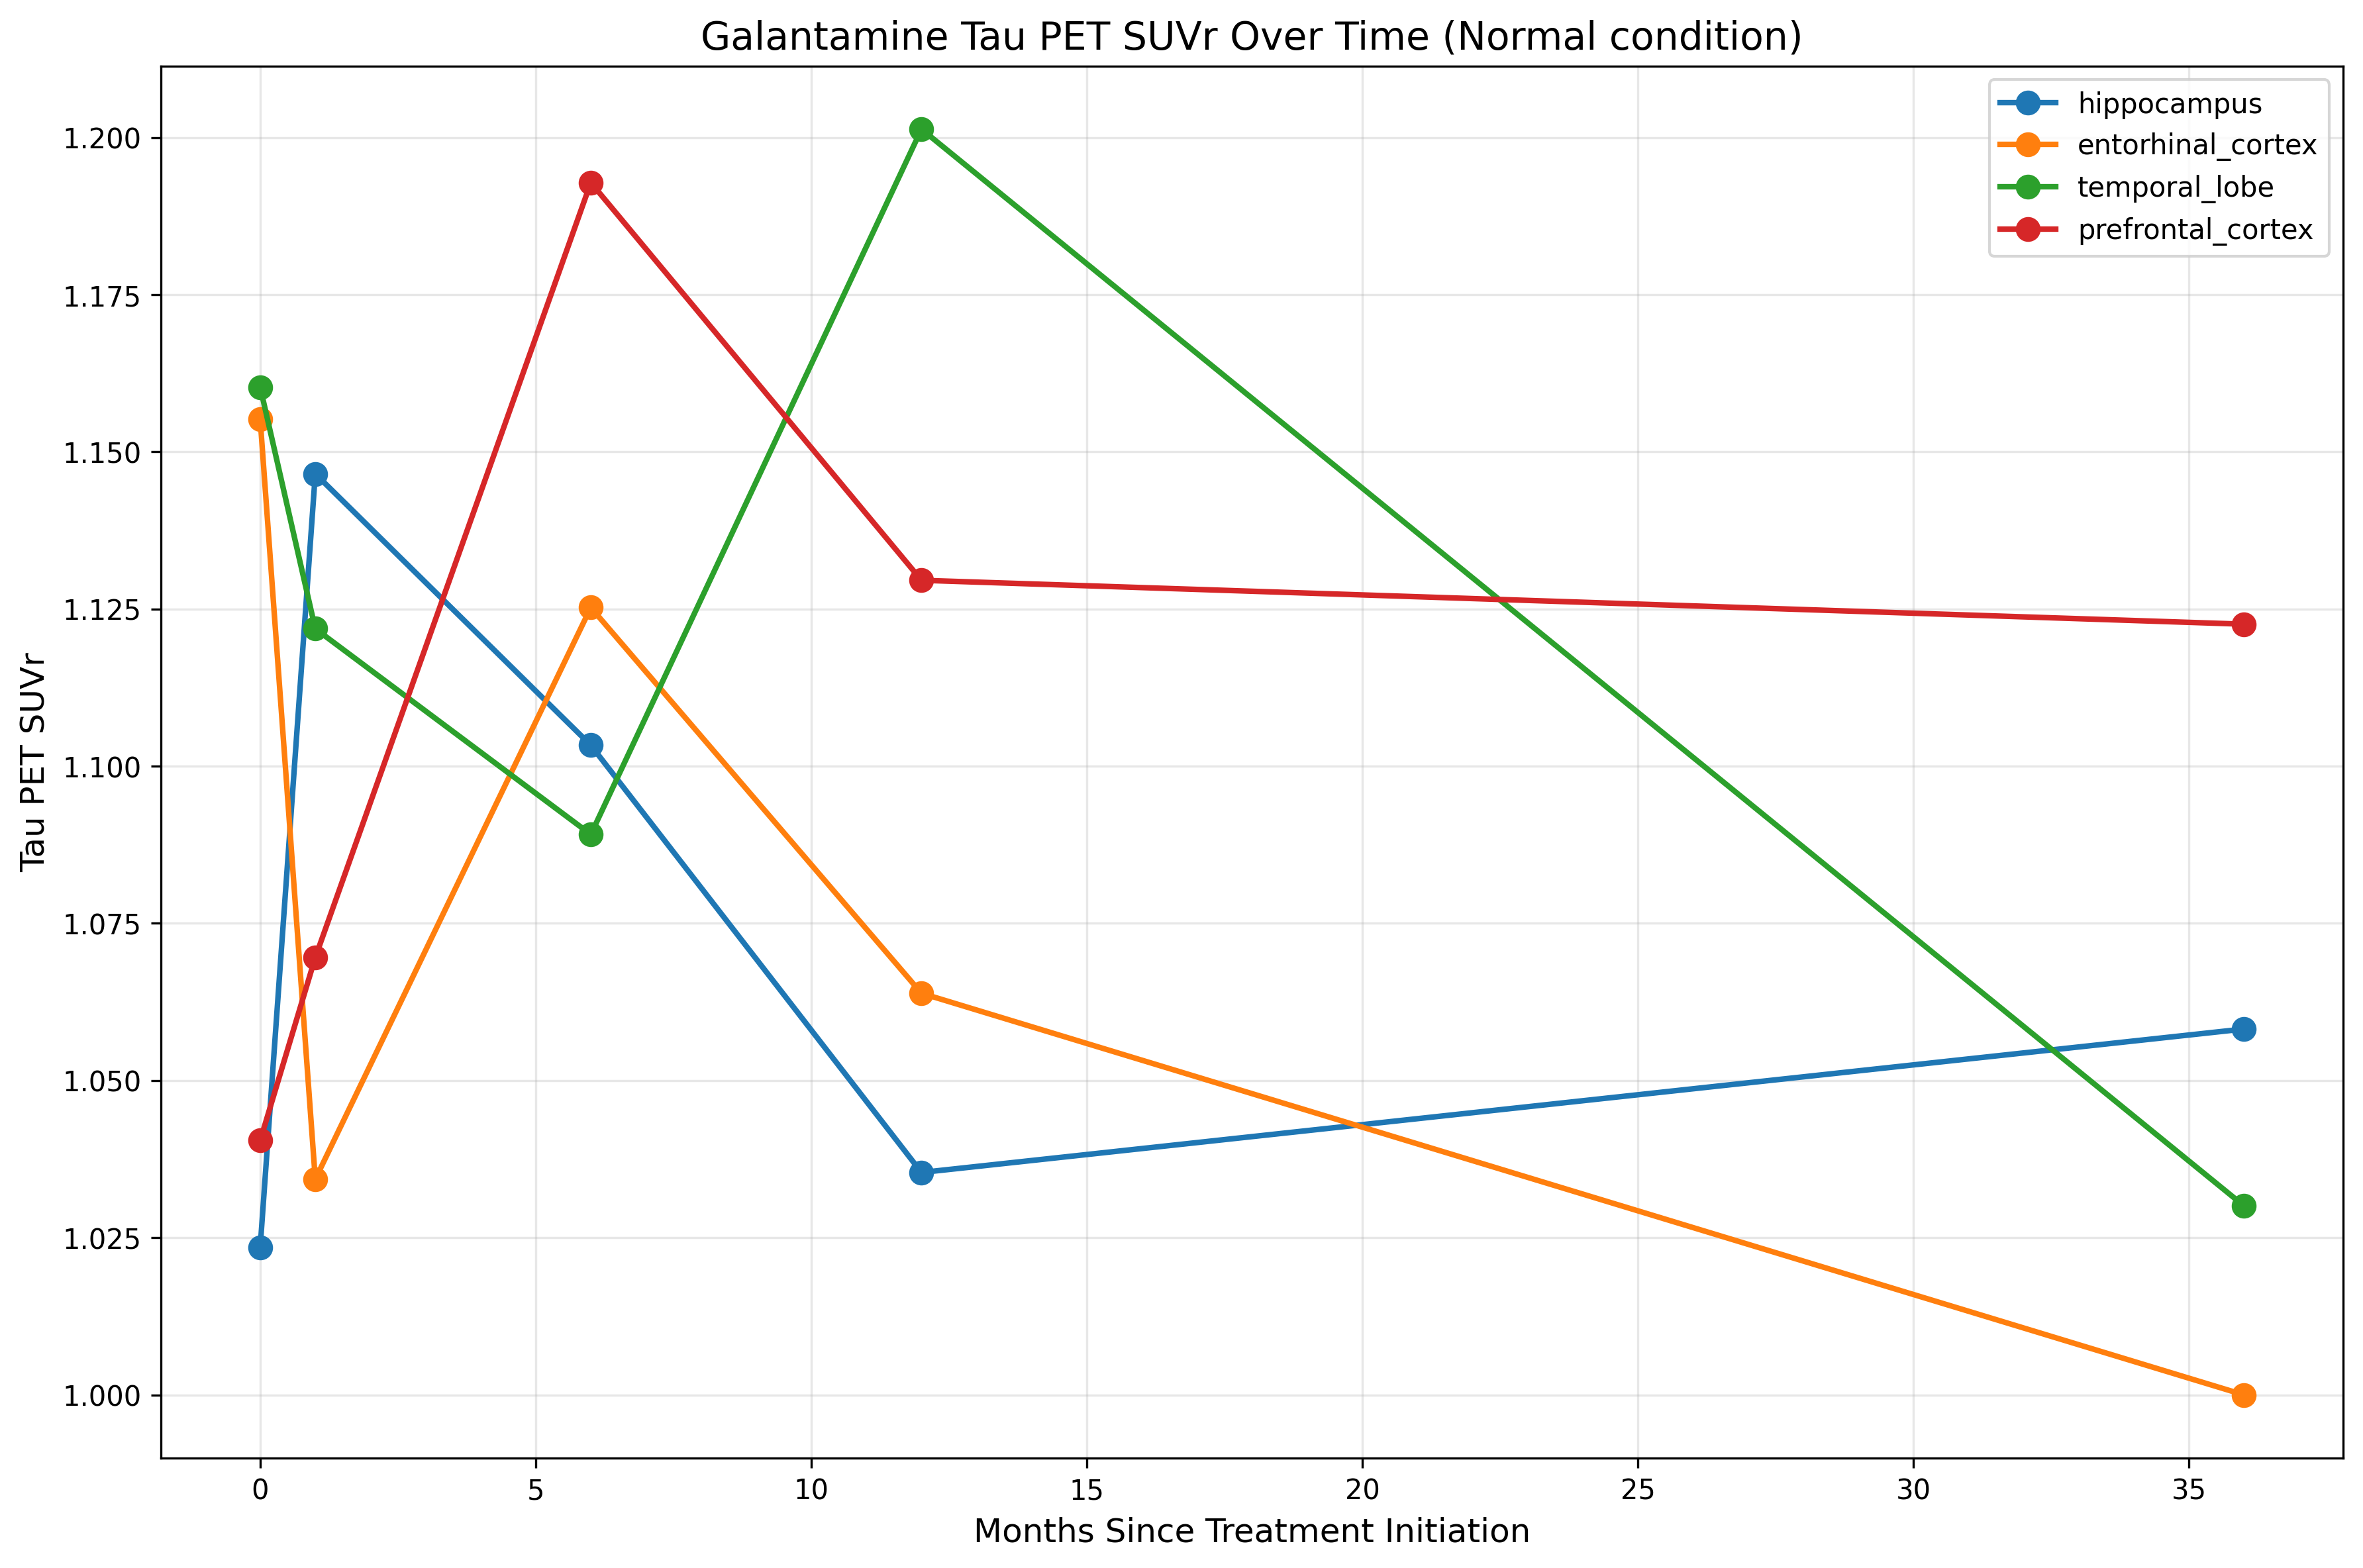 Galantamine Tau PET SUVr Over Time (Normal condition)
hippocampus
entorhinal_cortex
temporal_lobe
prefrontal_cortex
Tau PET SUVr
1.200
1.175
1.150
1.125
1.100
1.075
1.050
1.025
1.000
0 5 10 15 20 25 30 35
Months Since Treatment Initiation